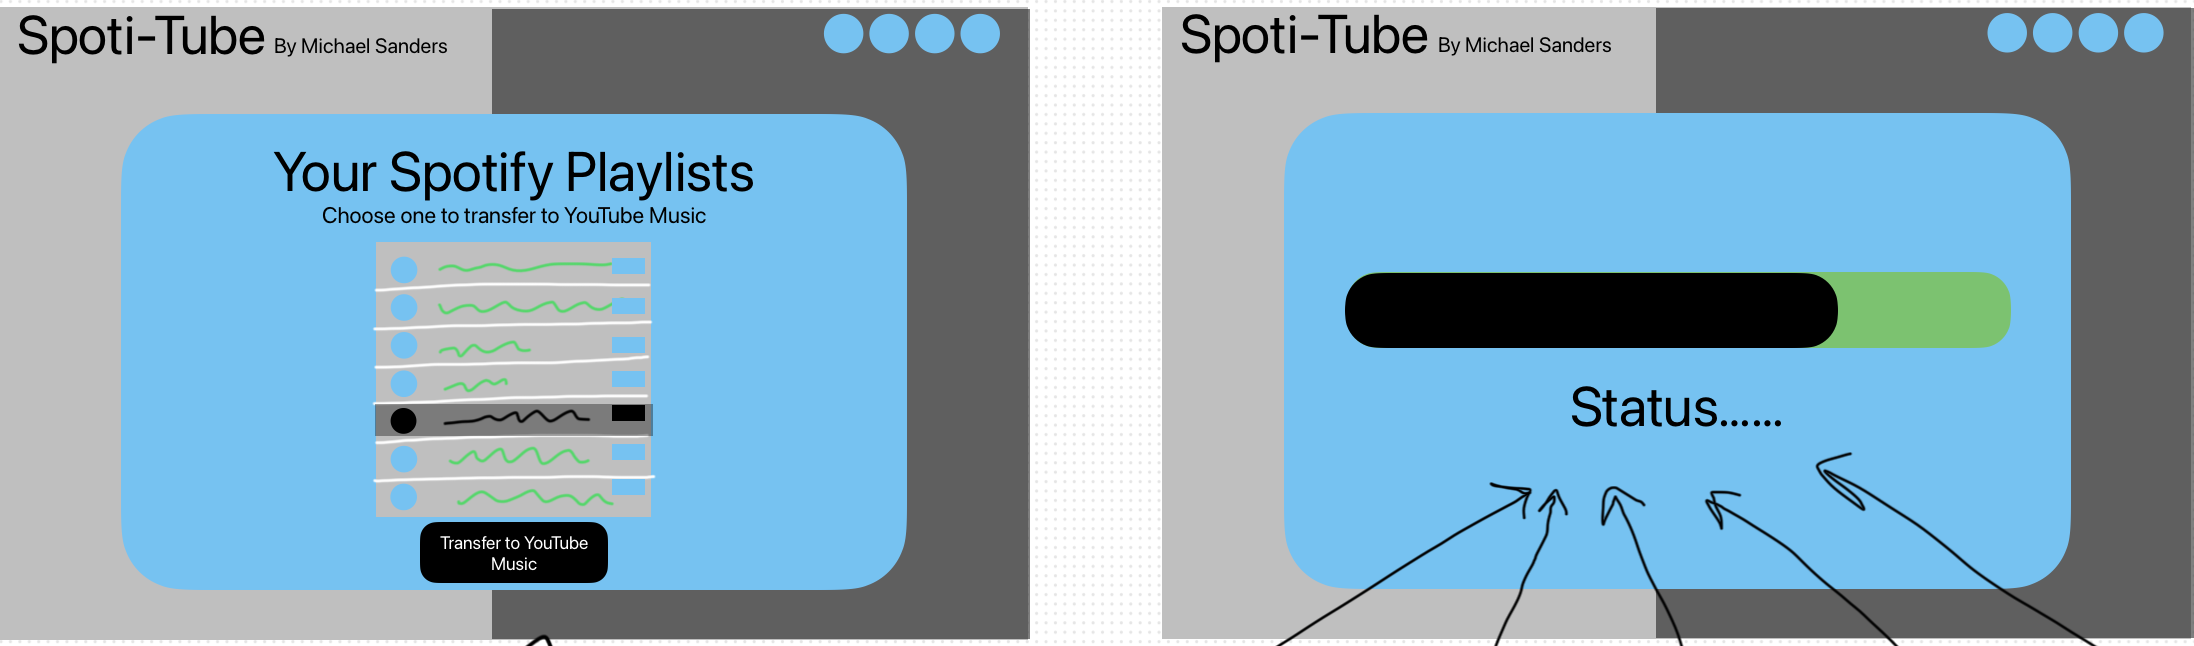 Spoti-Tube By Michael Sanders
Your Spotify Playlists
Choose one to transfer to YouTube Music
Transfer to YouTube
Music
Spoti-Tube By Michael Sanders
Status......